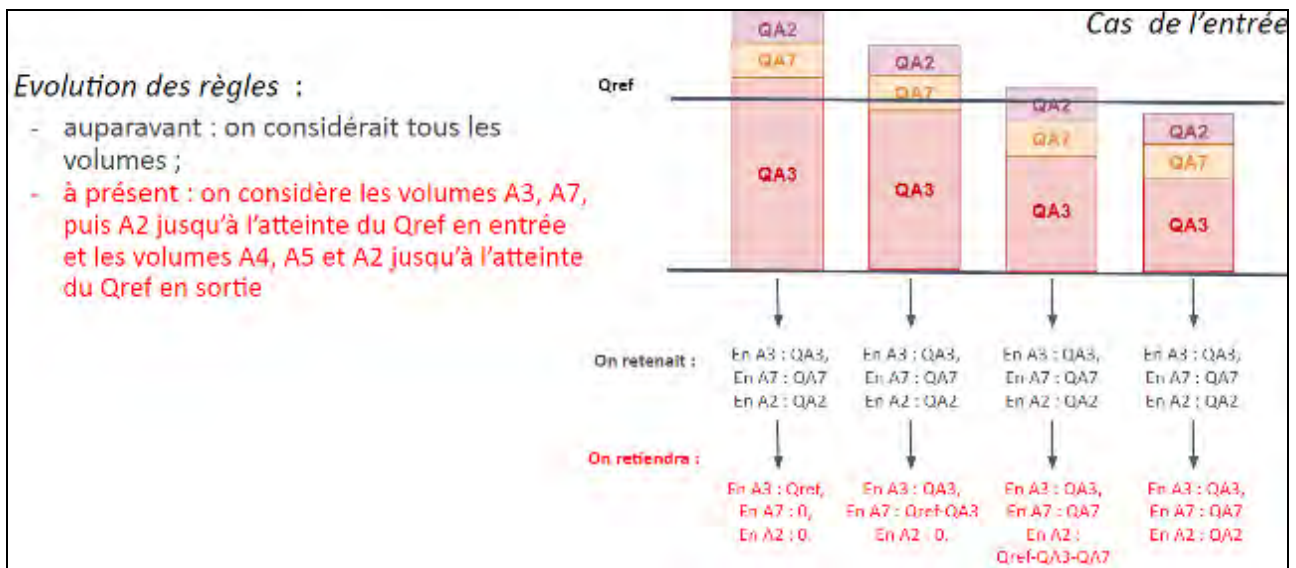 Cas de l'entrée
Evolution des règles :
- auparavant : on considérait tous les
volumes ;
- à présent : on considère les volumes A3, A7,
puis A2 jusqu'à l'atteinte du Qref en entrée
et les volumes A4, A5 et A2 jusqu'à l'atteinte
du Qref en sortie
Qref
QA2
QA7
QA3
QA2
QA7
QA3
QA2
QA7
QA3
QA2
QA7
QA3
On retenait :
En A3 : QA3,
En A7 : QA7
En A2 : QA2
En A3 : QA3,
En A7 : QA7
En A2 : QA2
En A3 : QA3,
En A7 : QA7
En A2 : QA2
En A3 : QA3,
En A7 : QA7
En A2 : QA2
On retiendra :
En A3 : Qref,
En A7 : 0,
En A2 : 0.
En A3 : QA3,
En A7 : Qref-QA3
En A2 : 0.
En A3 : QA3,
En A7 : QA7
En A2 :
Qref-QA3-QA7
En A3 : QA3,
En A7 : QA7
En A2 : QA2